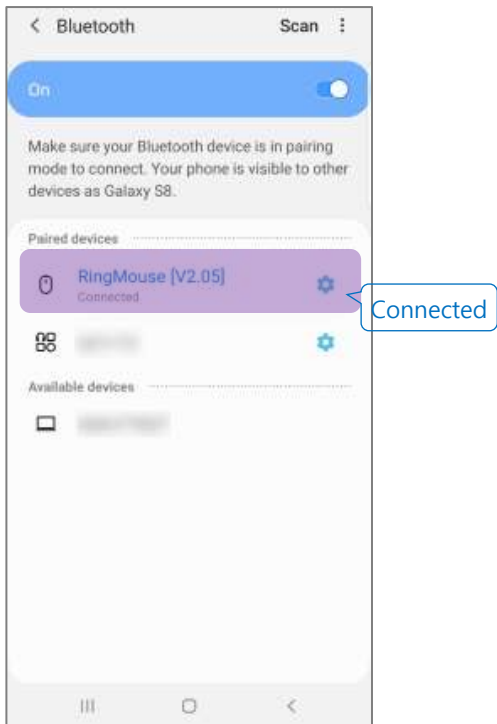 Bluetooth Scan
On
Make sure your Bluetooth device is in pairing
mode to connect. Your phone is visible to other
devices as Galaxy S8.
Paired devices
RingMouse [V2.05]
Connected
Connected
Available devices